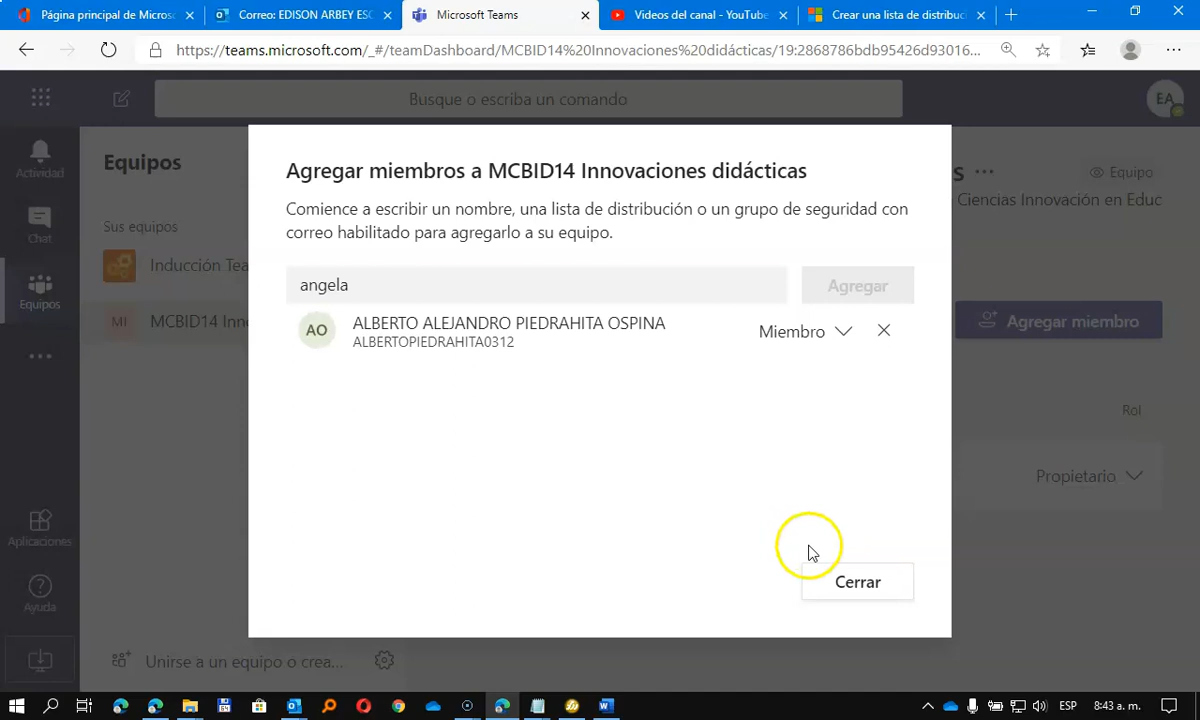 Página principal de Microso
Correo: EDISON ARBEY ESC
Microsoft Teams
Videos del canal - YouTube
Crear una lista de distribuci
https://teams.microsoft.com/_#/teamDashboard/MCBID14%20Innovaciones%20didácticas/19:2868786bdb95426d93016...
Busque o escriba un comando
EA
Actividad
Chat
Equipos
Aplicaciones
Ayuda
Equipos
Sus equipos
Inducción Tea
MI
MCBID14 Inno
Unirse a un equipo o crea...
s ...
Equipo
Ciencias Innovación en Educ
Agregar miembro
Rol
Propietario
Agregar miembros a MCBID14 Innovaciones didácticas
Comience a escribir un nombre, una lista de distribución o un grupo de seguridad con
correo habilitado para agregarlo a su equipo.
angela
Agregar
AO
ALBERTO ALEJANDRO PIEDRAHITA OSPINA
ALBERTOPIEDRAHITA0312
Miembro
Cerrar
ESP
8:43 a. m.